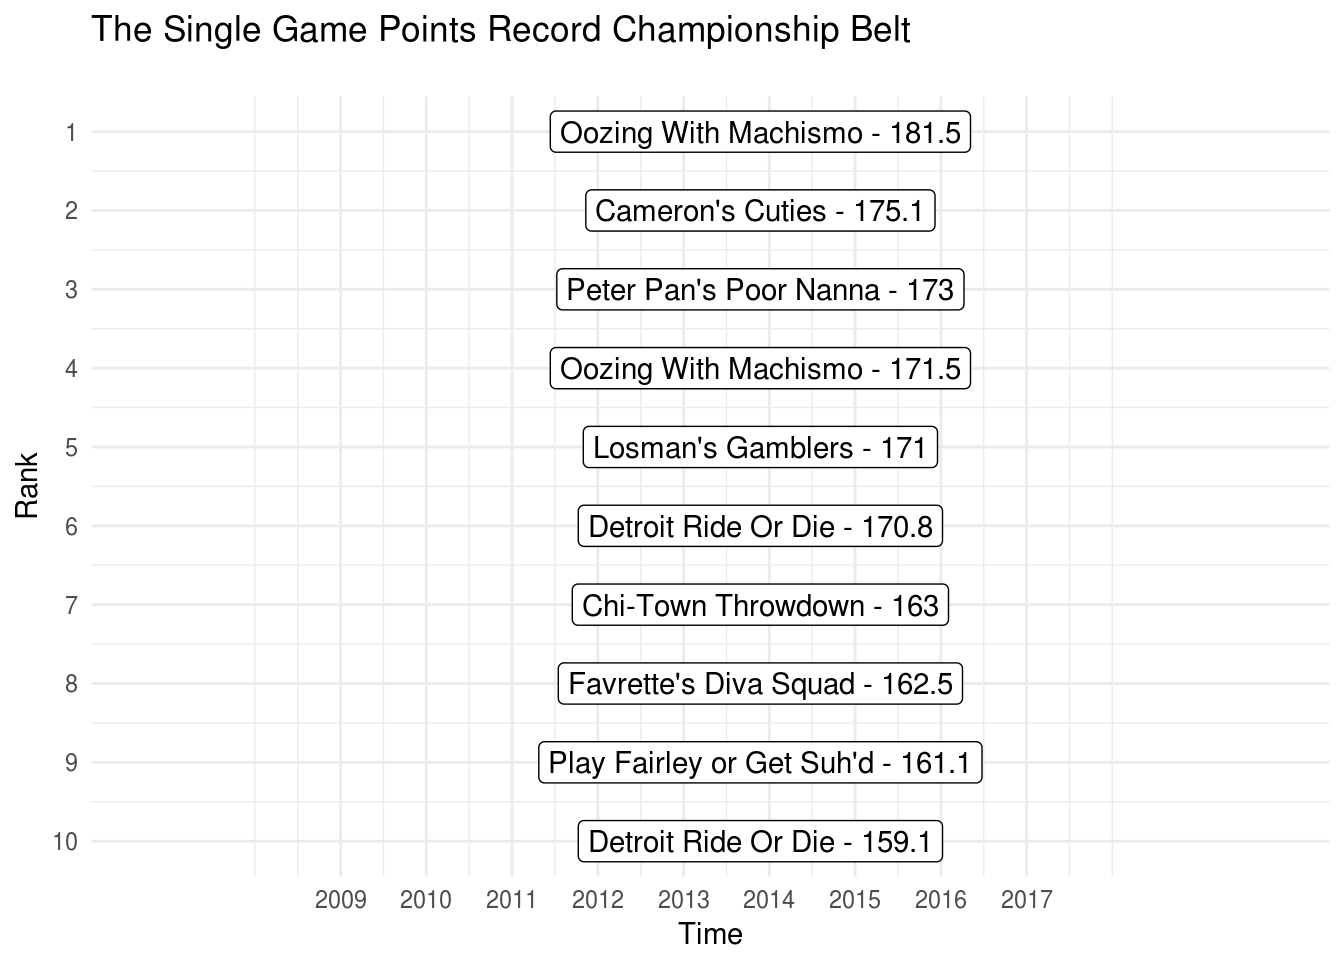 The Single Game Points Record Championship Belt
1
Oozing With Machismo - 181.5
2
Cameron's Cuties - 175.1
3
Peter Pan's Poor Nanna - 173
4
Oozing With Machismo - 171.5
5
Losman's Gamblers - 171
Rank
6
Detroit Ride Or Die - 170.8
7
Chi-Town Throwdown - 163
8
Favrette's Diva Squad - 162.5
9
Play Fairley or Get Suh'd - 161.1
10
Detroit Ride Or Die - 159.1
2009 2010 2011 2012 2013 2014 2015 2016 2017
Time